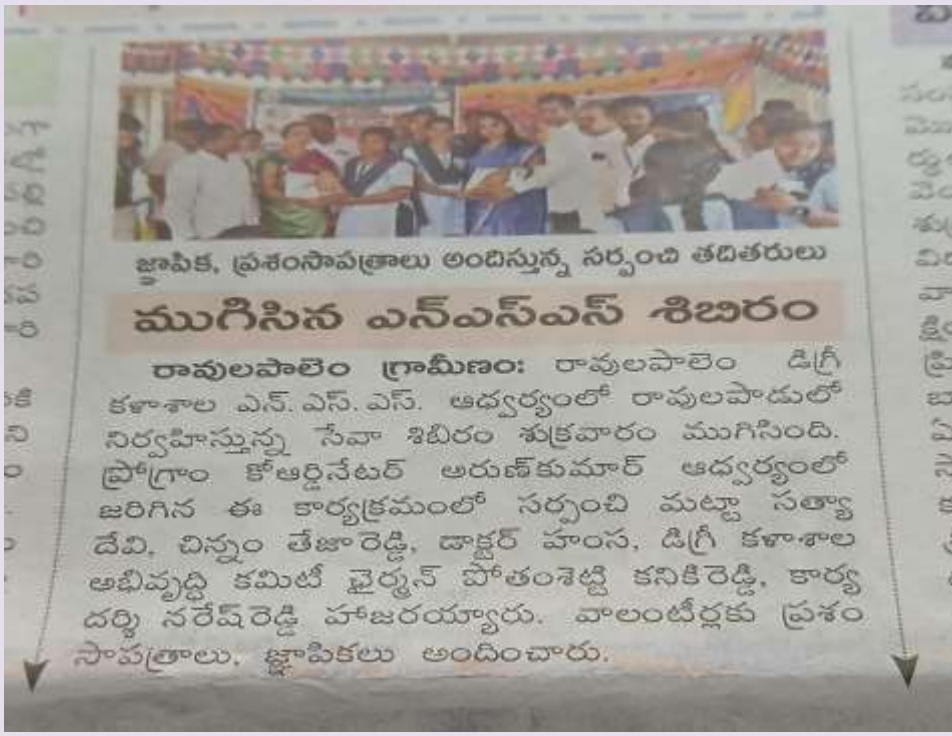 జ్ఞాపిక, ప్రశంసాపత్రాలు అందిస్తున్న సర్పంచి తదితరులు
ముగిసిన ఎన్ఎస్ఎస్ శిబిరం
రావులపాలెం గ్రామీణం: రావులపాలెం డిగ్రీ
కళాశాల ఎన్.ఎస్.ఎస్. ఆధ్వర్యంలో రావులపాడులో
నిర్వహిస్తున్న సేవా శిబిరం శుక్రవారం ముగిసింది.
ప్రోగ్రాం కోఆర్డినేటర్ అరుణ్‌కుమార్ ఆధ్వర్యంలో
జరిగిన ఈ కార్యక్రమంలో సర్పంచి మట్టా సత్యా
దేవి, చిన్నం తేజారెడ్డి, డాక్టర్ హంస, డిగ్రీ కళాశాల
అభివృద్ధి కమిటీ ఛైర్మన్ పోతంశెట్టి కనికిరెడ్డి, కార్య
దర్శి నరేష్‌రెడ్డి హాజరయ్యారు. వాలంటీర్లకు ప్రశం
సాపత్రాలు, జ్ఞాపికలు అందించారు.